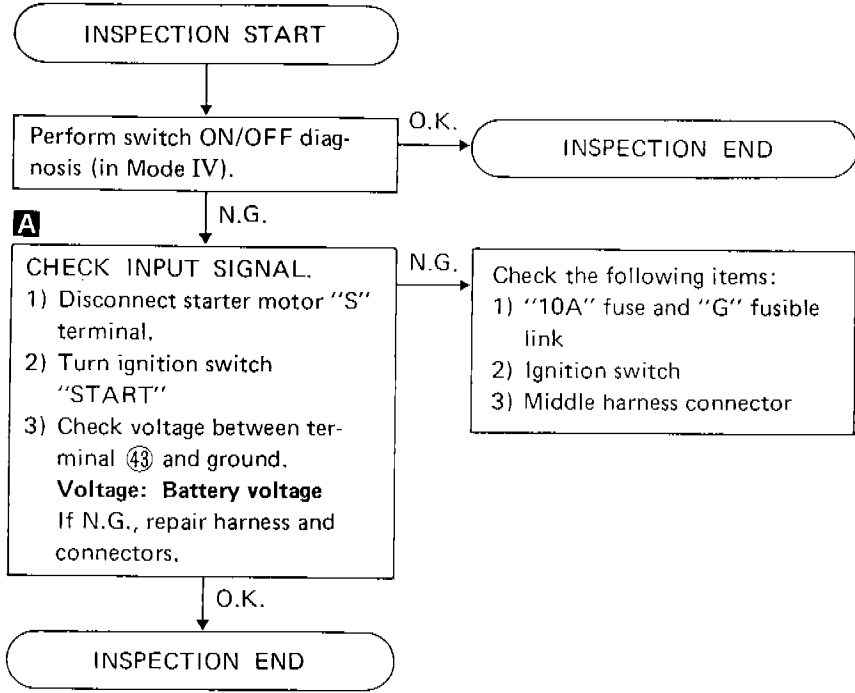 INSPECTION START
Perform switch ON/OFF diag-
nosis (in Mode IV).
O.K.
INSPECTION END
N.G.
A
CHECK INPUT SIGNAL.
1) Disconnect starter motor "S"
terminal.
2) Turn ignition switch
"START"
3) Check voltage between ter-
minal ㊸ and ground.
Voltage: Battery voltage
If N.G., repair harness and
connectors.
N.G.
Check the following items:
1) "10A" fuse and "G" fusible
link
2) Ignition switch
3) Middle harness connector
O.K.
INSPECTION END